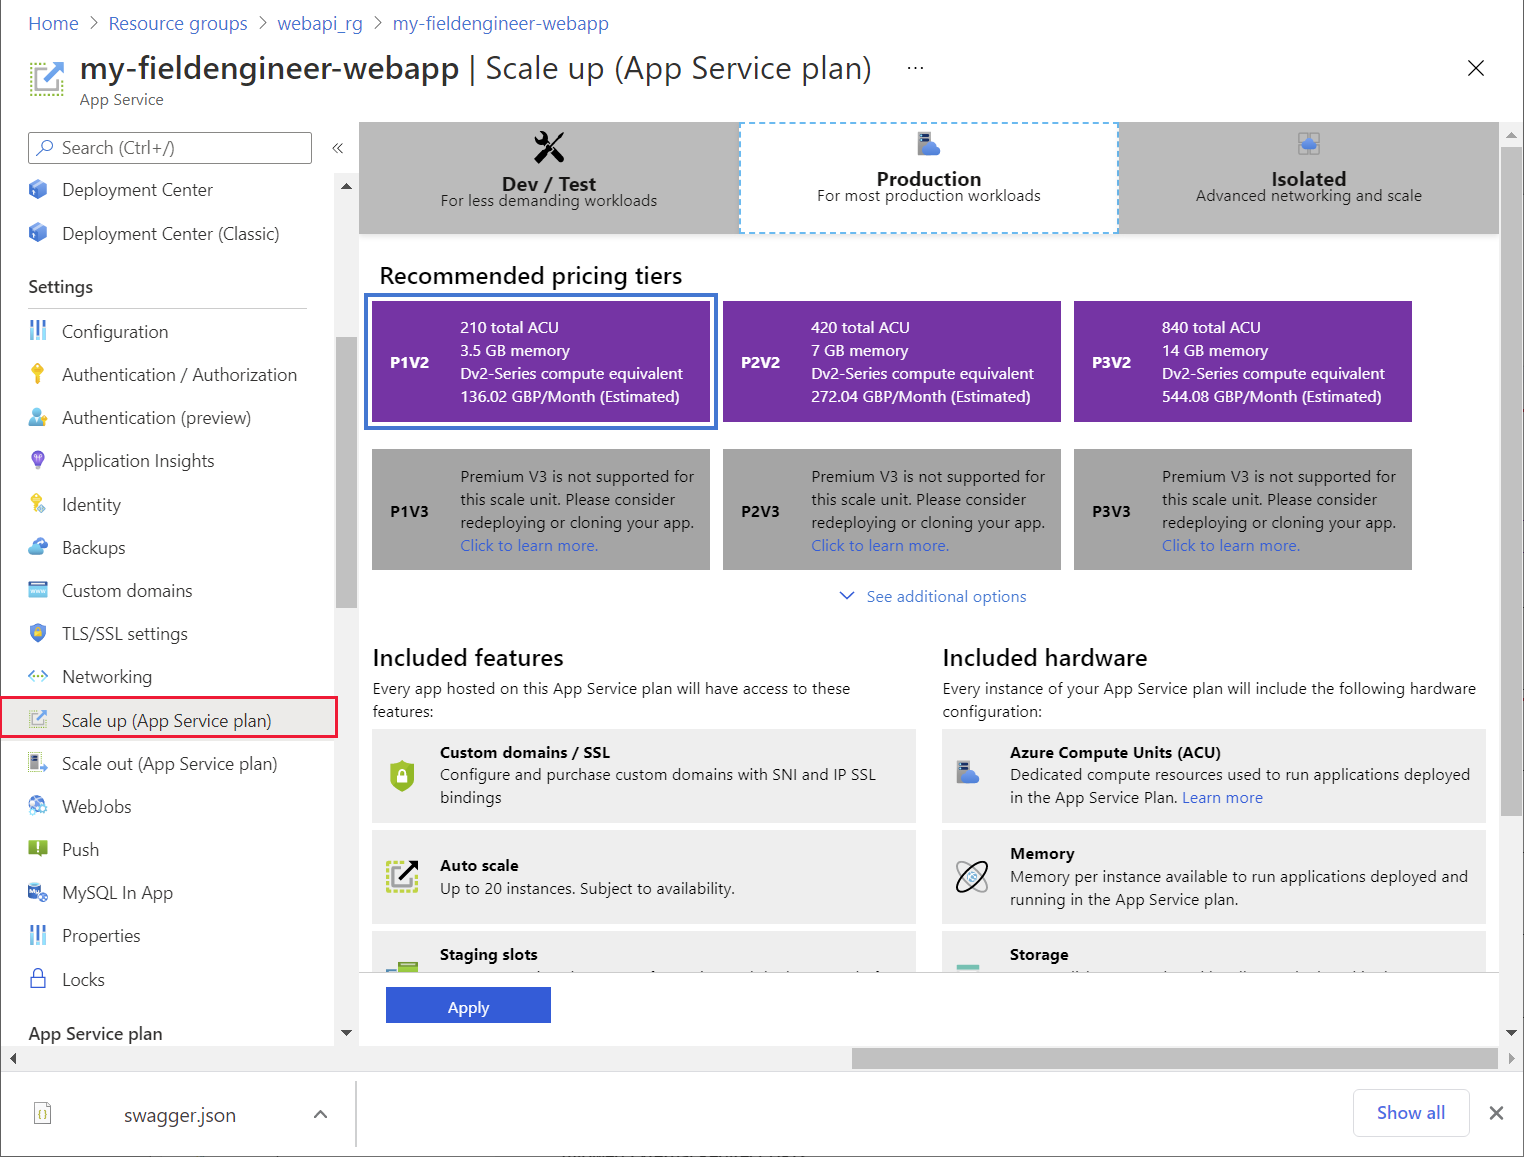 Home > Resource groups > webapi_rg > my-fieldengineer-webapp
my-fieldengineer-webapp | Scale up (App Service plan) ...
App Service
Search (Ctrl+/)
«
Deployment Center
Deployment Center (Classic)
Settings
Configuration
Authentication / Authorization
Authentication (preview)
Application Insights
Identity
Backups
Custom domains
TLS/SSL settings
Networking
Scale up (App Service plan)
Scale out (App Service plan)
WebJobs
Push
MySQL In App
Properties
Locks
App Service plan
Dev / Test
For less demanding workloads
Production
For most production workloads
Isolated
Advanced networking and scale
Recommended pricing tiers
P1V2
210 total ACU
3.5 GB memory
Dv2-Series compute equivalent
136.02 GBP/Month (Estimated)
P2V2
420 total ACU
7 GB memory
Dv2-Series compute equivalent
272.04 GBP/Month (Estimated)
P3V2
840 total ACU
14 GB memory
Dv2-Series compute equivalent
544.08 GBP/Month (Estimated)
P1V3
Premium V3 is not supported for
this scale unit. Please consider
redeploying or cloning your app.
Click to learn more.
P2V3
Premium V3 is not supported for
this scale unit. Please consider
redeploying or cloning your app.
Click to learn more.
P3V3
Premium V3 is not supported for
this scale unit. Please consider
redeploying or cloning your app.
Click to learn more.
See additional options
Included features
Every app hosted on this App Service plan will have access to these
features:
Custom domains / SSL
Configure and purchase custom domains with SNI and IP SSL
bindings
Auto scale
Up to 20 instances. Subject to availability.
Staging slots
Included hardware
Every instance of your App Service plan will include the following hardware
configuration:
Azure Compute Units (ACU)
Dedicated compute resources used to run applications deployed
in the App Service Plan. Learn more
Memory
Memory per instance available to run applications deployed and
running in the App Service plan.
Storage
Apply
swagger.json
Show all